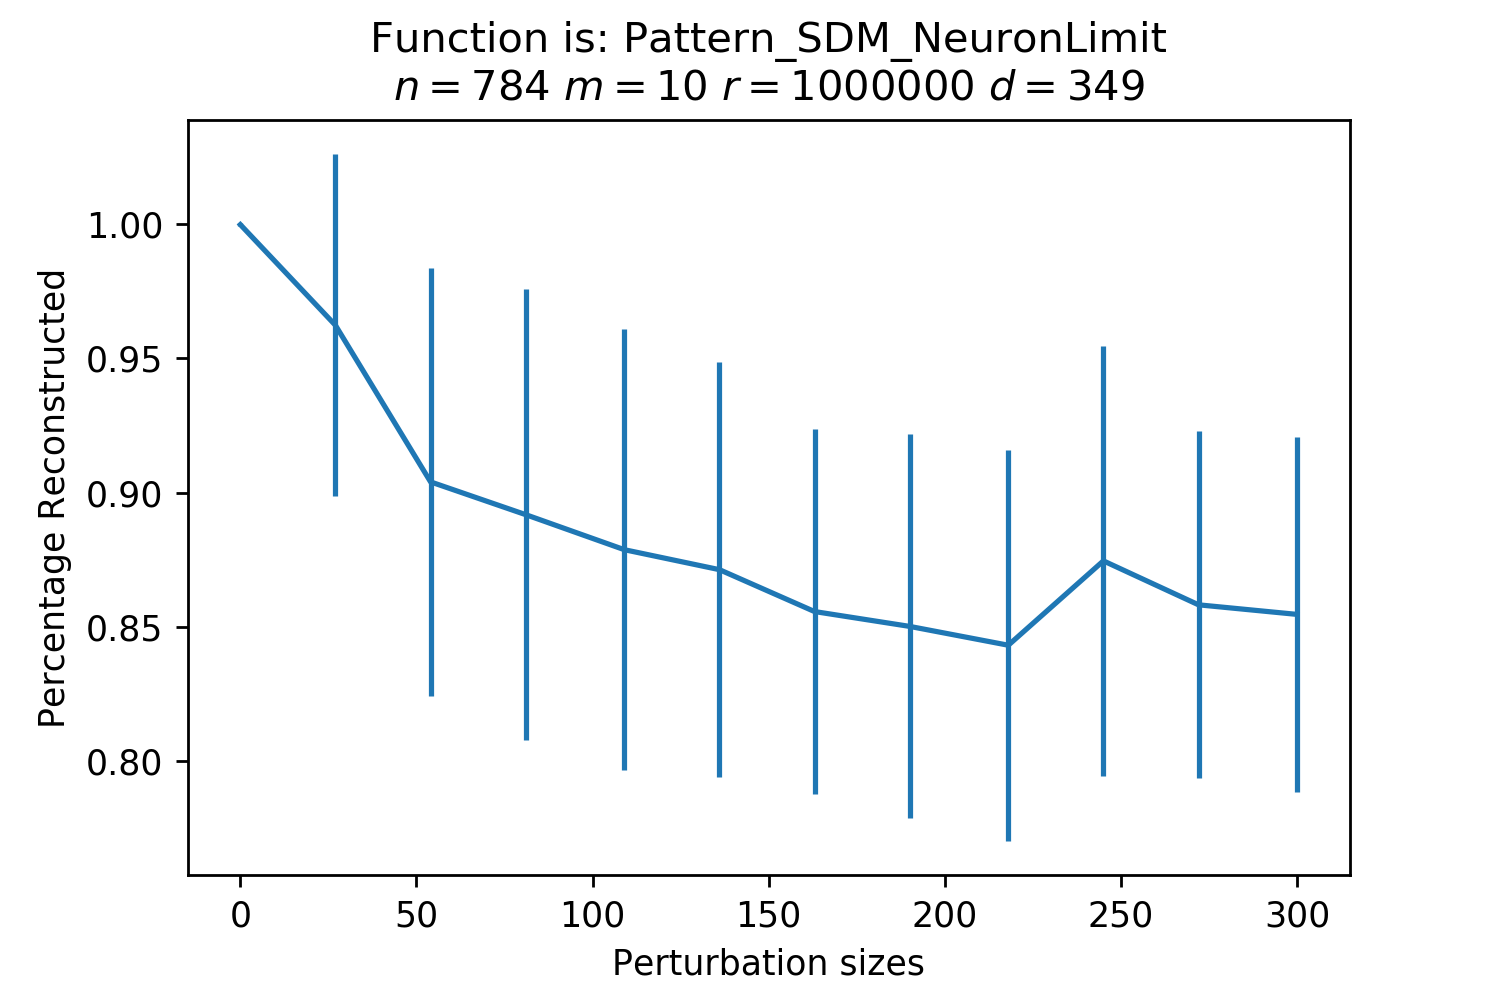 Function is: Pattern_SDM_NeuronLimit
n = 784 m = 10 r = 1000000 d = 349
Percentage Reconstructed
1.00
0.95
0.90
0.85
0.80
0 50 100 150 200 250 300
Perturbation sizes